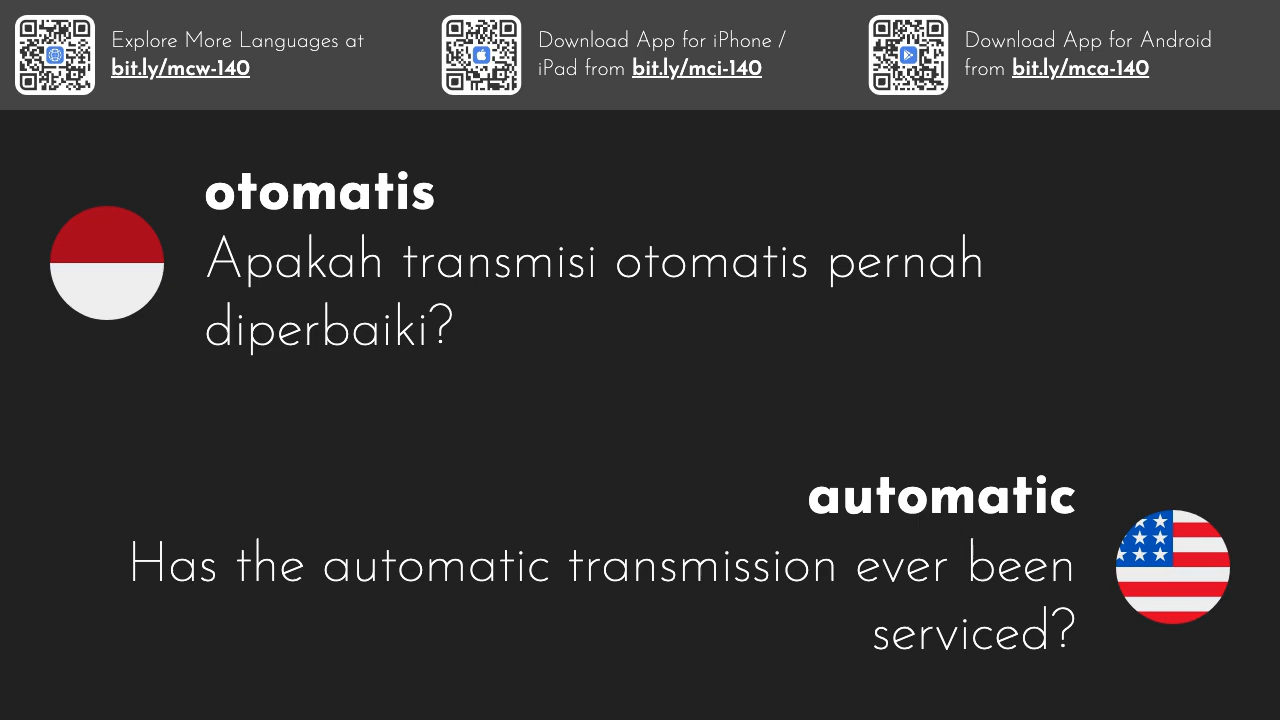 Explore More Languages at
bit.ly/mcw-140
Download App for iPhone /
iPad from bit.ly/mci-140
Download App for Android
from bit.ly/mca-140
otomatis
Apakah transmisi otomatis pernah
diperbaiki?
automatic
Has the automatic transmission ever been
serviced?